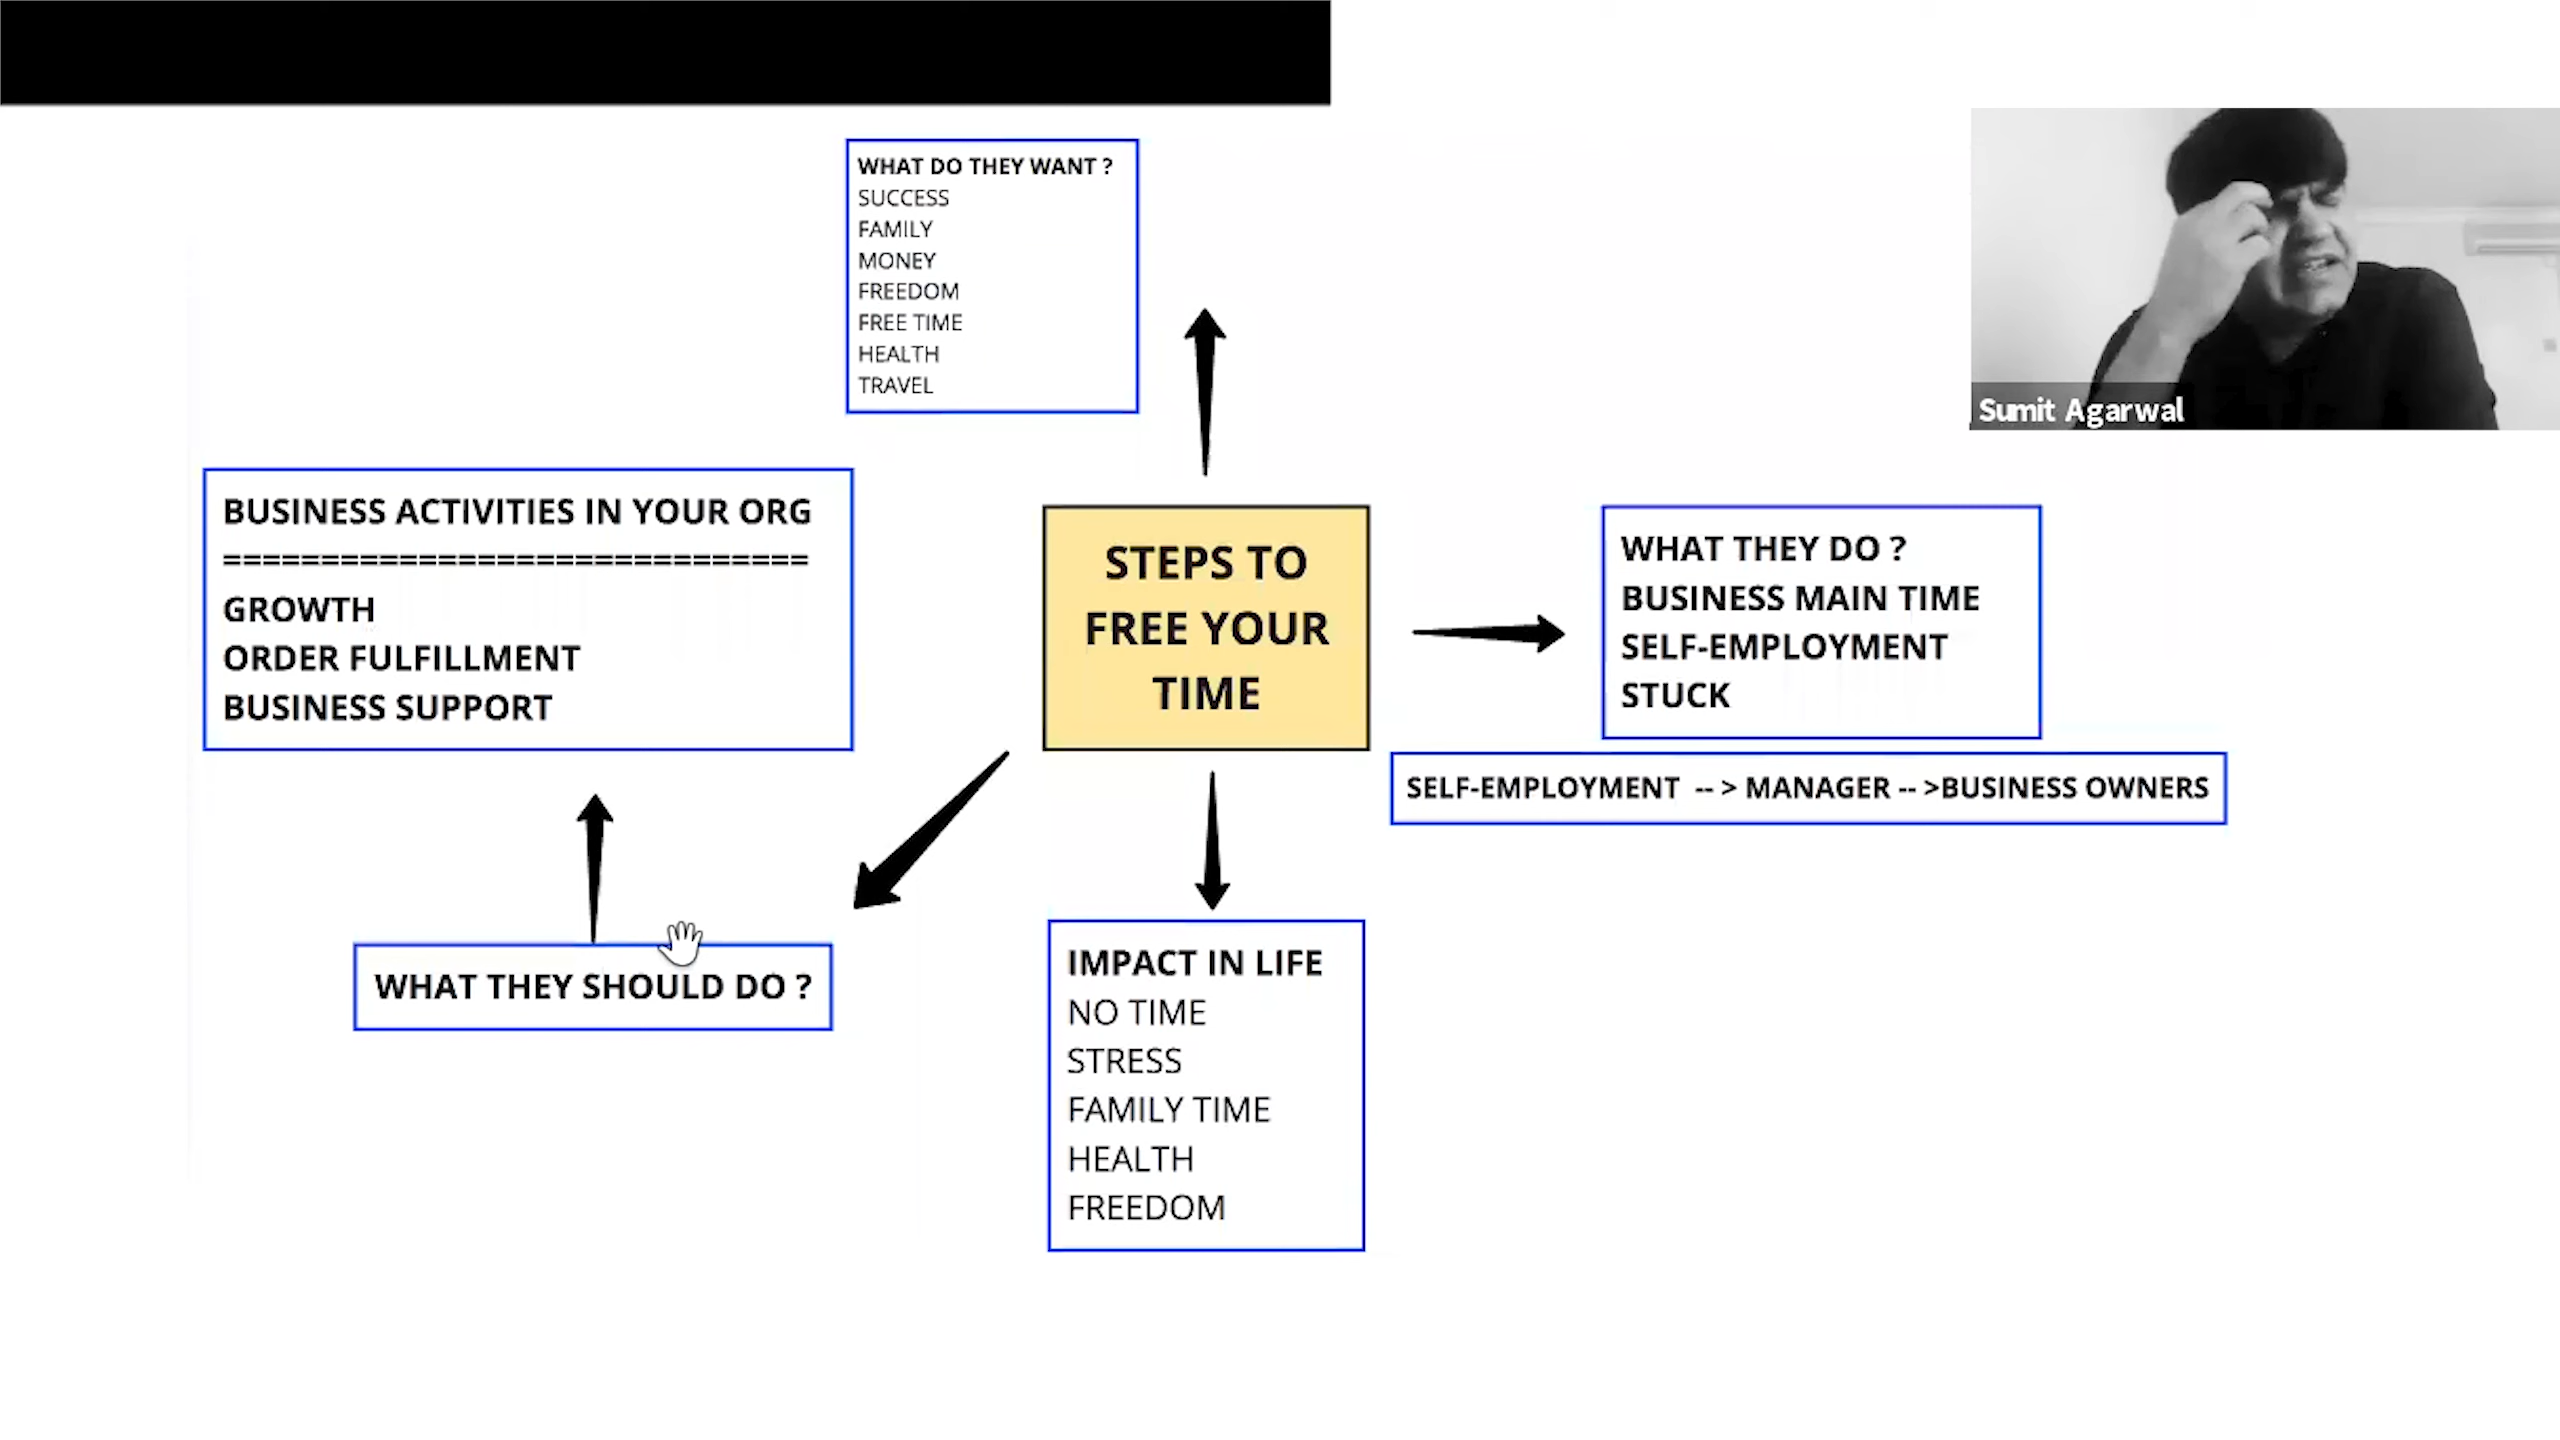 WHAT DO THEY WANT ?
SUCCESS
FAMILY
MONEY
FREEDOM
FREE TIME
HEALTH
TRAVEL
Sumit Agarwal
BUSINESS ACTIVITIES IN YOUR ORG
==============================
GROWTH
ORDER FULFILLMENT
BUSINESS SUPPORT
STEPS TO
FREE YOUR
TIME
WHAT THEY DO ?
BUSINESS MAIN TIME
SELF-EMPLOYMENT
STUCK
SELF-EMPLOYMENT -- > MANAGER -- >BUSINESS OWNERS
WHAT THEY SHOULD DO ?
IMPACT IN LIFE
NO TIME
STRESS
FAMILY TIME
HEALTH
FREEDOM